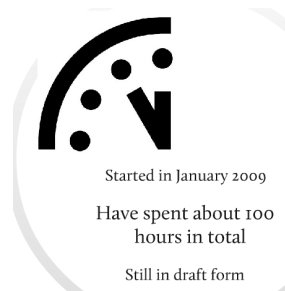 Started in January 2009
Have spent about 100
hours in total
Still in draft form